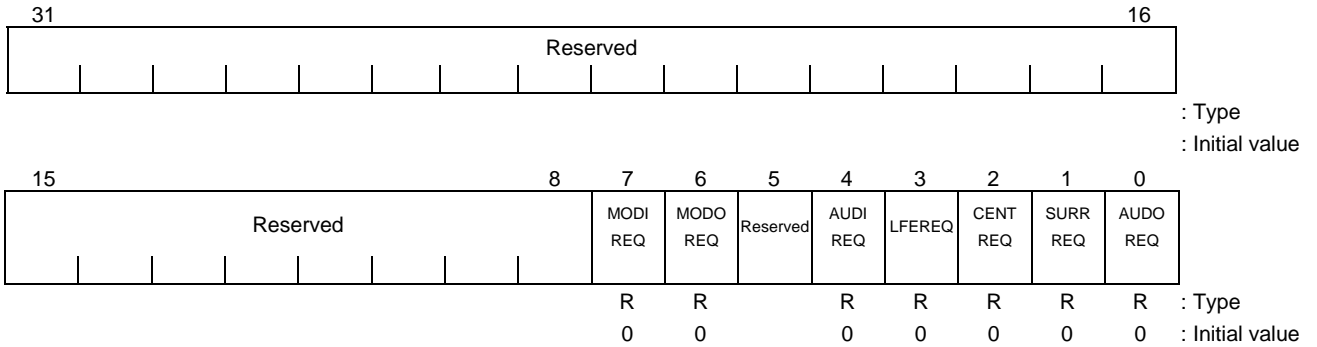 31 16
Reserved
: Type
: Initial value
15 8 7 6 5 4 3 2 1 0
Reserved MODI REQ MODO REQ Reserved AUDI REQ LFEREQ CENT REQ SURR REQ AUDO REQ
R R R R R R R : Type
0 0 0 0 0 0 0 : Initial value